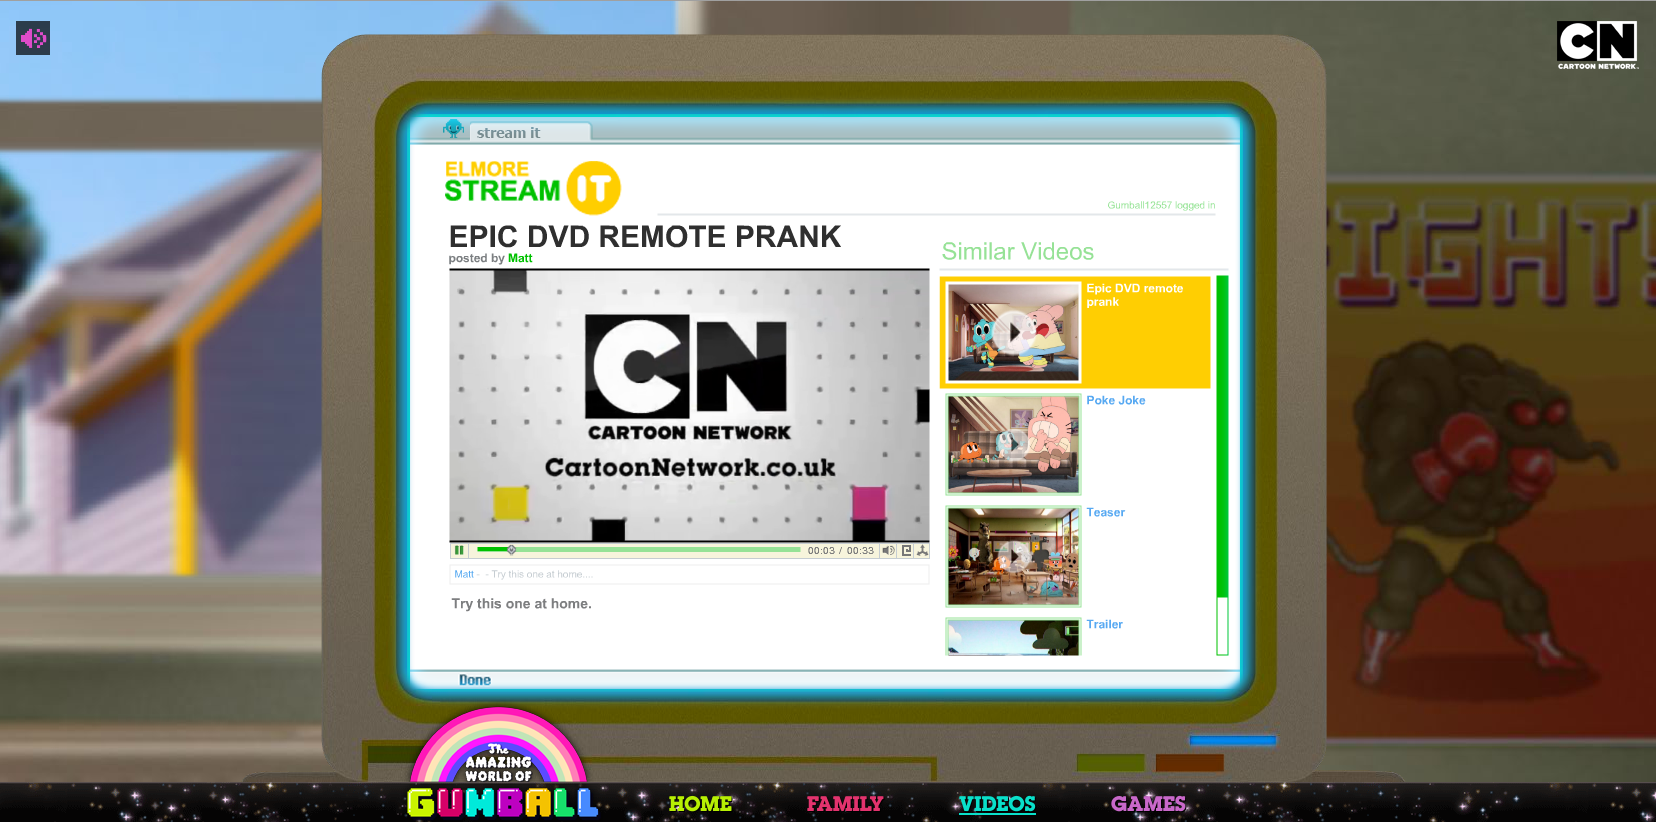 CN
CARTOON NETWORK.
stream it
ELMORE
STREAM IT
Gumball12557 logged in
EPIC DVD REMOTE PRANK
posted by Matt
CN
CARTOON NETWORK
CartoonNetwork.co.uk
00:03 / 00:33
Matt - - Try this one at home....
Try this one at home.
Similar Videos
Epic DVD remote
prank
Poke Joke
Teaser
Trailer
IGHT!
Done
The
AMAZING
WORLD OF
GUMBALL
HOME
FAMILY
VIDEOS
GAMES